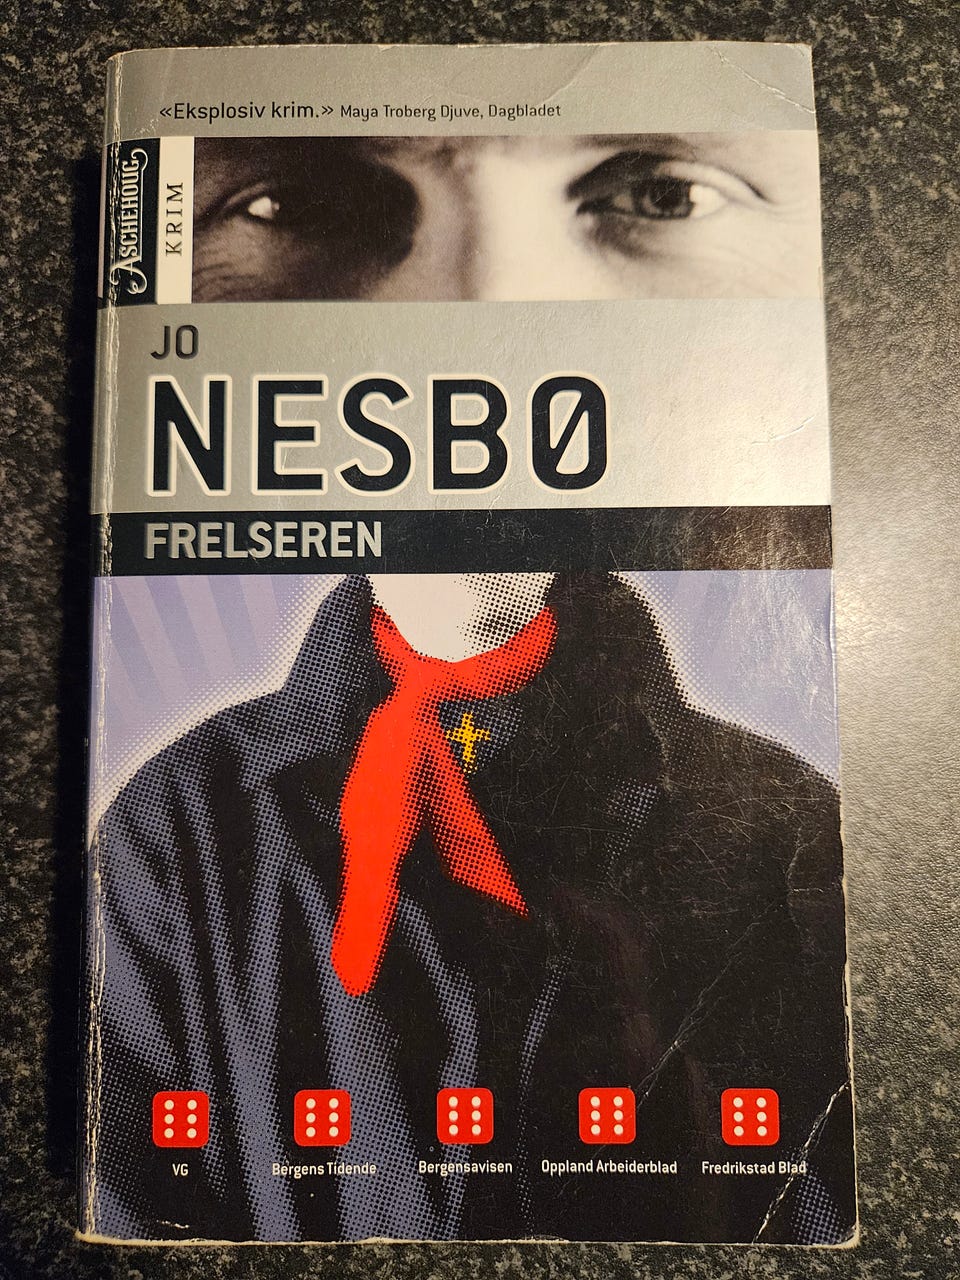 «Eksplosiv krim.» Maya Troberg Djuve, Dagbladet
ASCHEHOUG
KRIM
JO
NESBØ
FRELSEREN
VG
Bergens Tidende
Bergensavisen
Oppland Arbeiderblad
Fredrikstad Blad